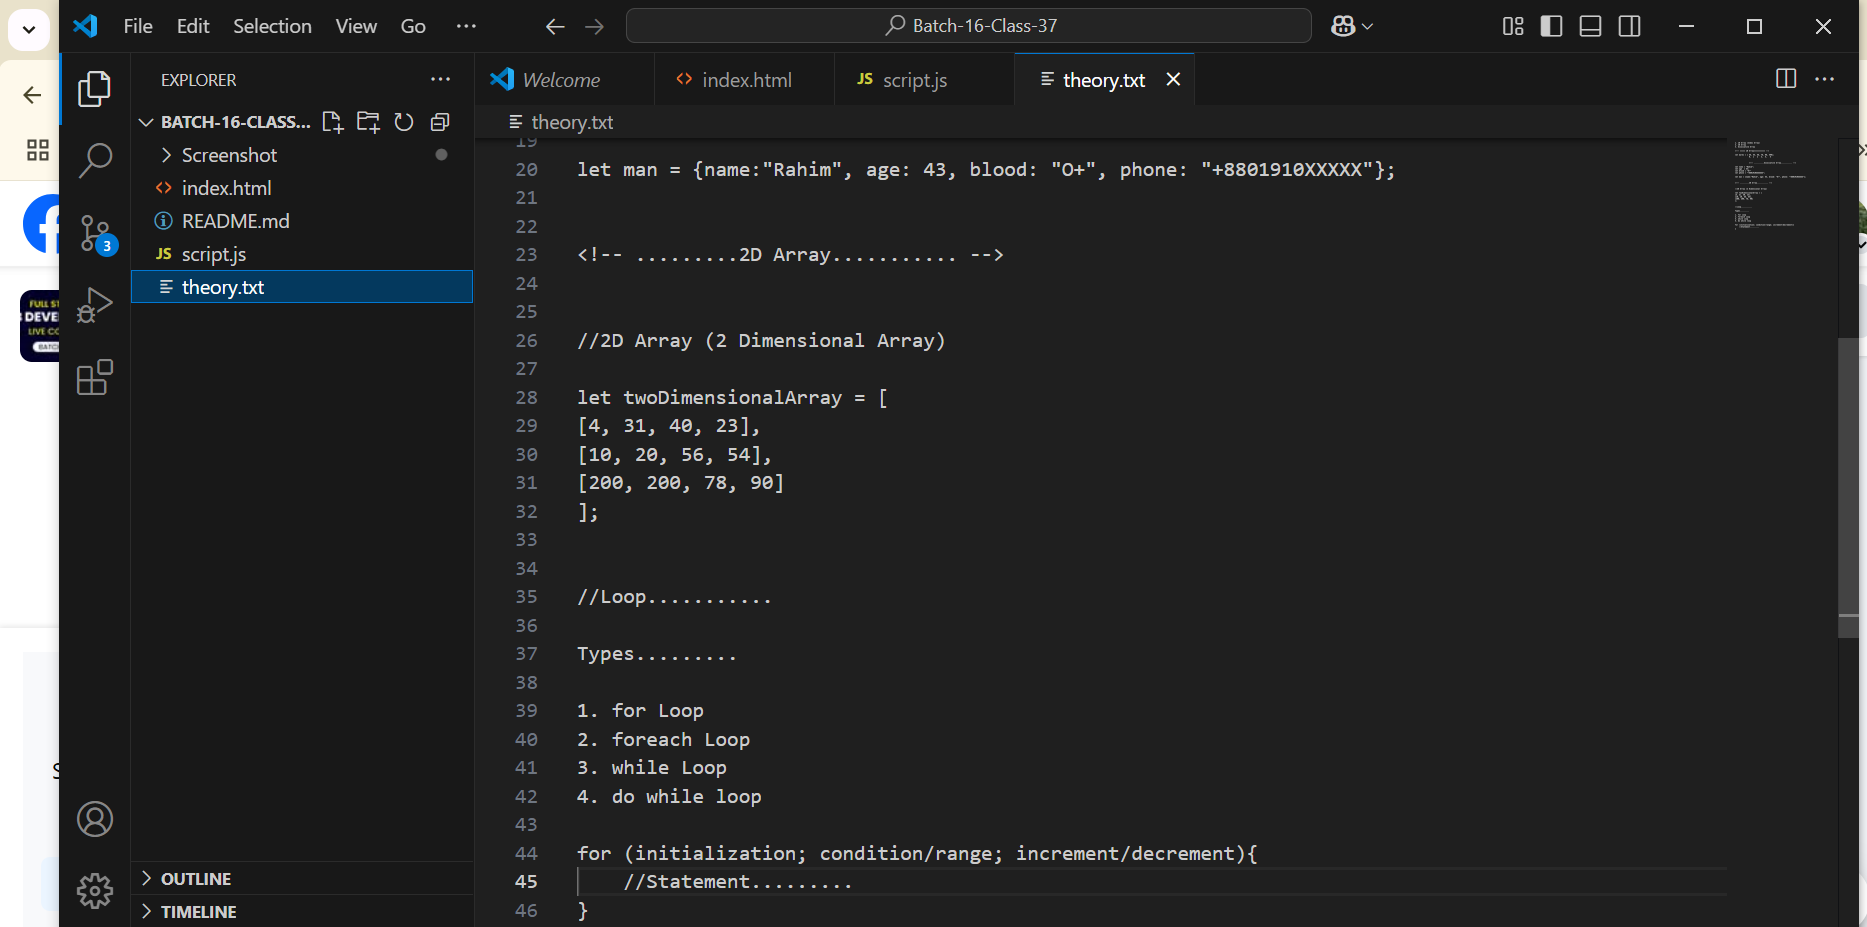 File Edit Selection View Go ...
Batch-16-Class-37
EXPLORER
BATCH-16-CLASS...
Screenshot
index.html
README.md
JS script.js
theory.txt
OUTLINE
TIMELINE
3
FULL
DEVE
LIVE
Welcome
index.html
JS script.js
theory.txt
theory.txt
19
20 let man = {name:"Rahim", age: 43, blood: "O+", phone: "+8801910XXXXX"};
21
22
23 <!-- .........2D Array........... -->
24
25
26 //2D Array (2 Dimensional Array)
27
28 let twoDimensionalArray = [
29 [4, 31, 40, 23],
30 [10, 20, 56, 54],
31 [200, 200, 78, 90]
32 ];
33
34
35 //Loop...........
36
37 Types.........
38
39 1. for Loop
40 2. foreach Loop
41 3. while Loop
42 4. do while loop
43
44 for (initialization; condition/range; increment/decrement){
45 //Statement.........
46 }